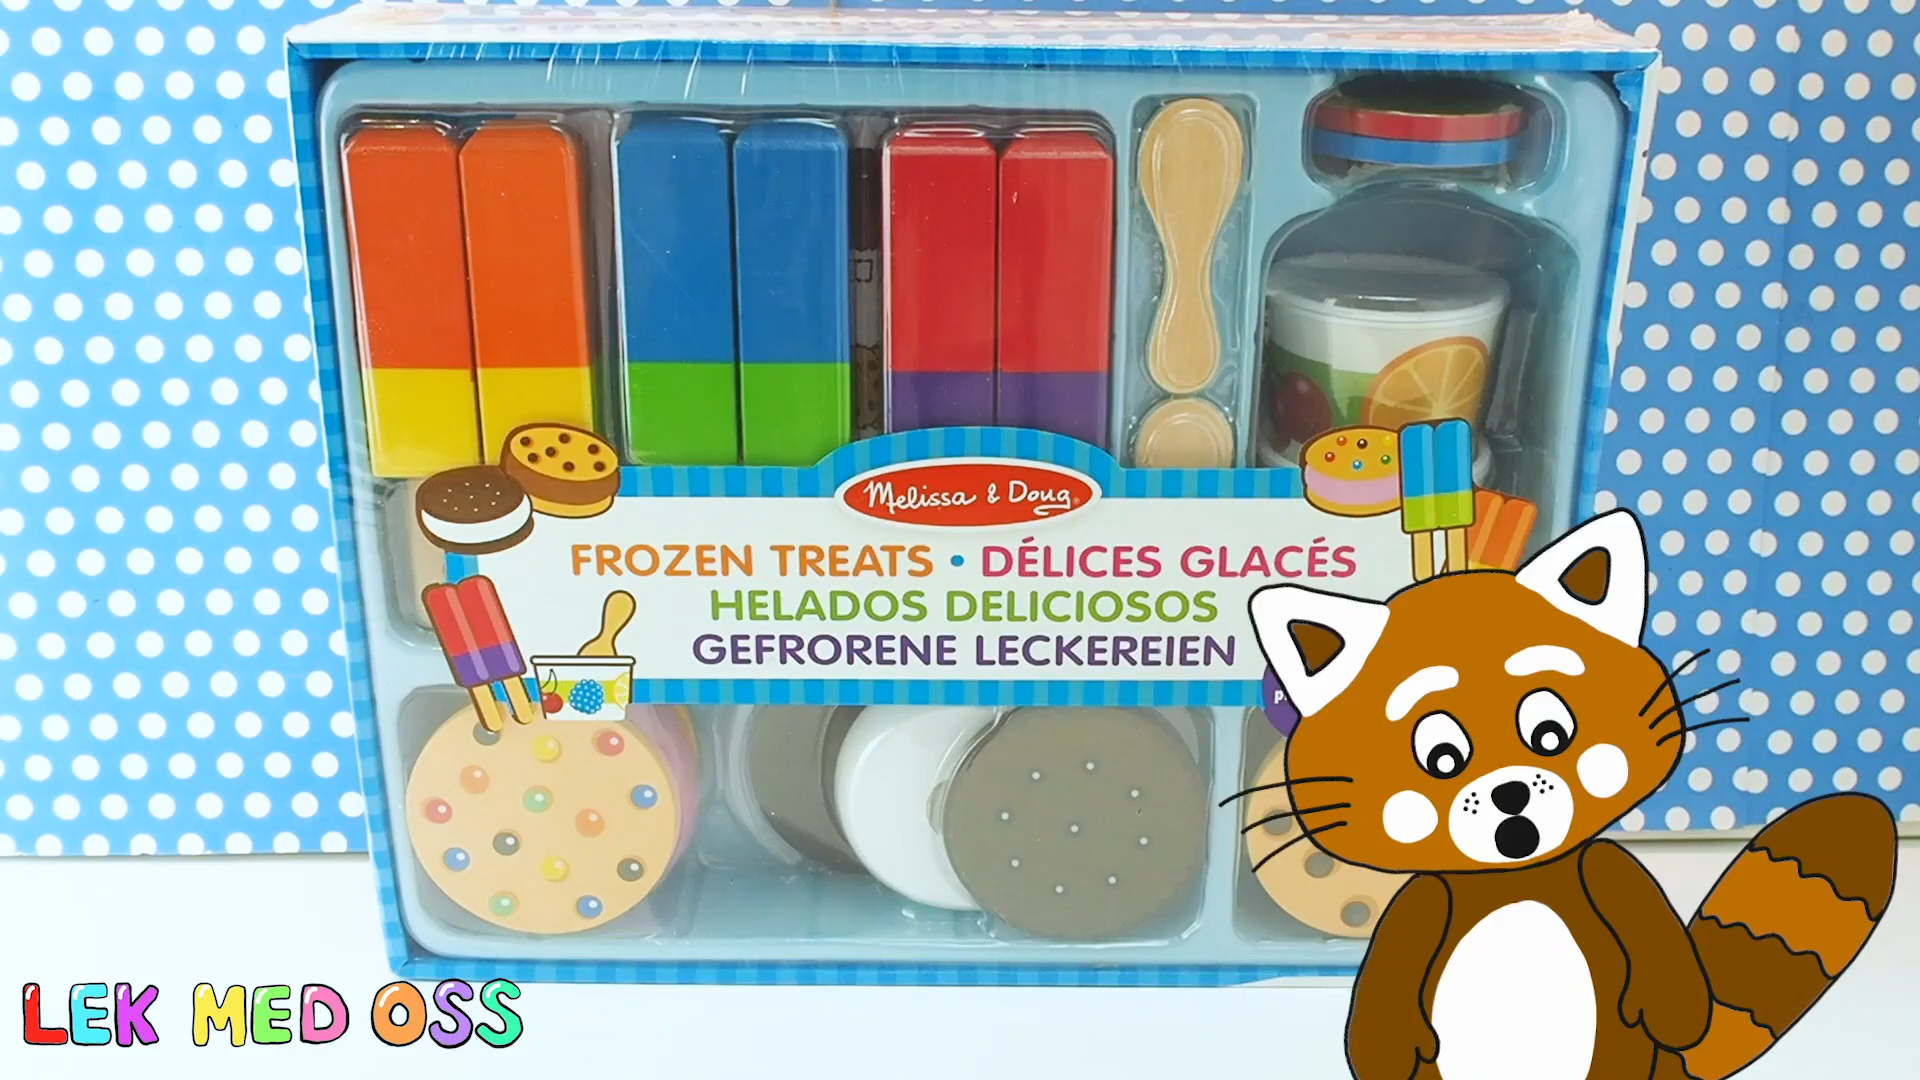 Melissa & Doug
FROZEN TREATS • DÉLICES GLACÉS
HELADOS DELICIOSOS
GEFRORENE LECKEREIEN
LEK MED OSS